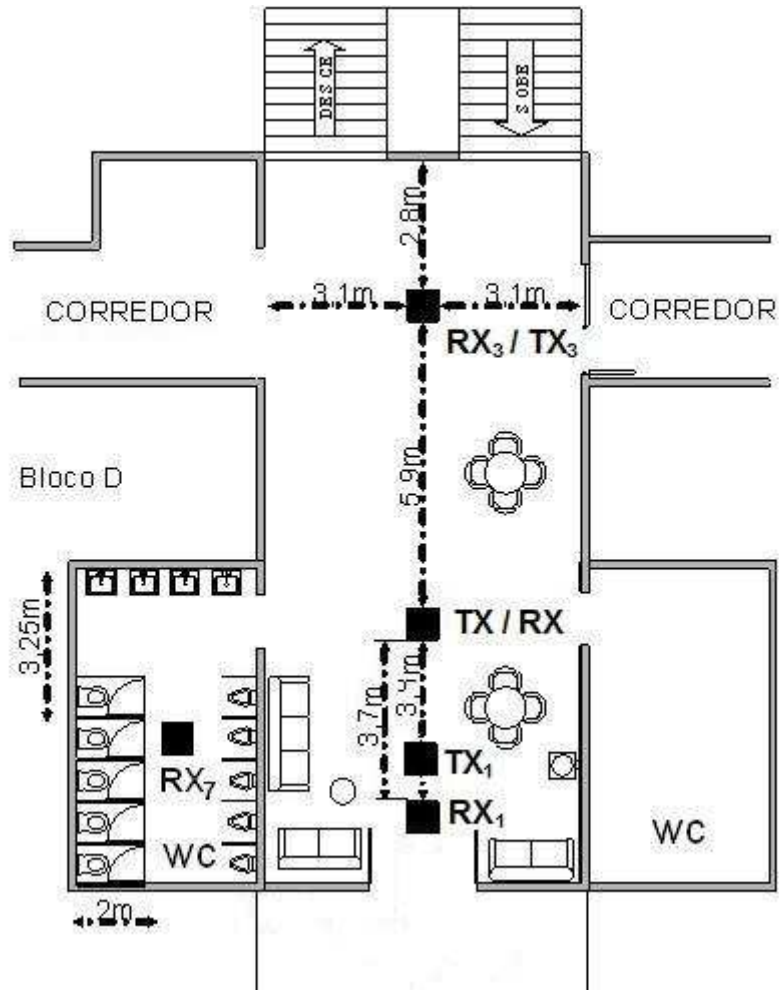 DESCE
SOBE
2.8m
3.1m
3.1m
CORREDOR
CORREDOR
RX₃ / TX₃
5.9m
Bloco D
TX / RX
3.25m
3.7m
3.4m
TX₁
RX₇
RX₁
WC
WC
2m